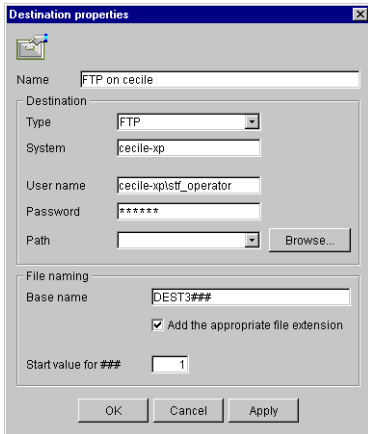 Destination properties
Name FTP on cecile
Destination
Type FTP
System cecile-xp
User name cecile-xp\stf_operator
Password ******
Path Browse...
File naming
Base name DEST3###
Add the appropriate file extension
Start value for ### 1
OK Cancel Apply